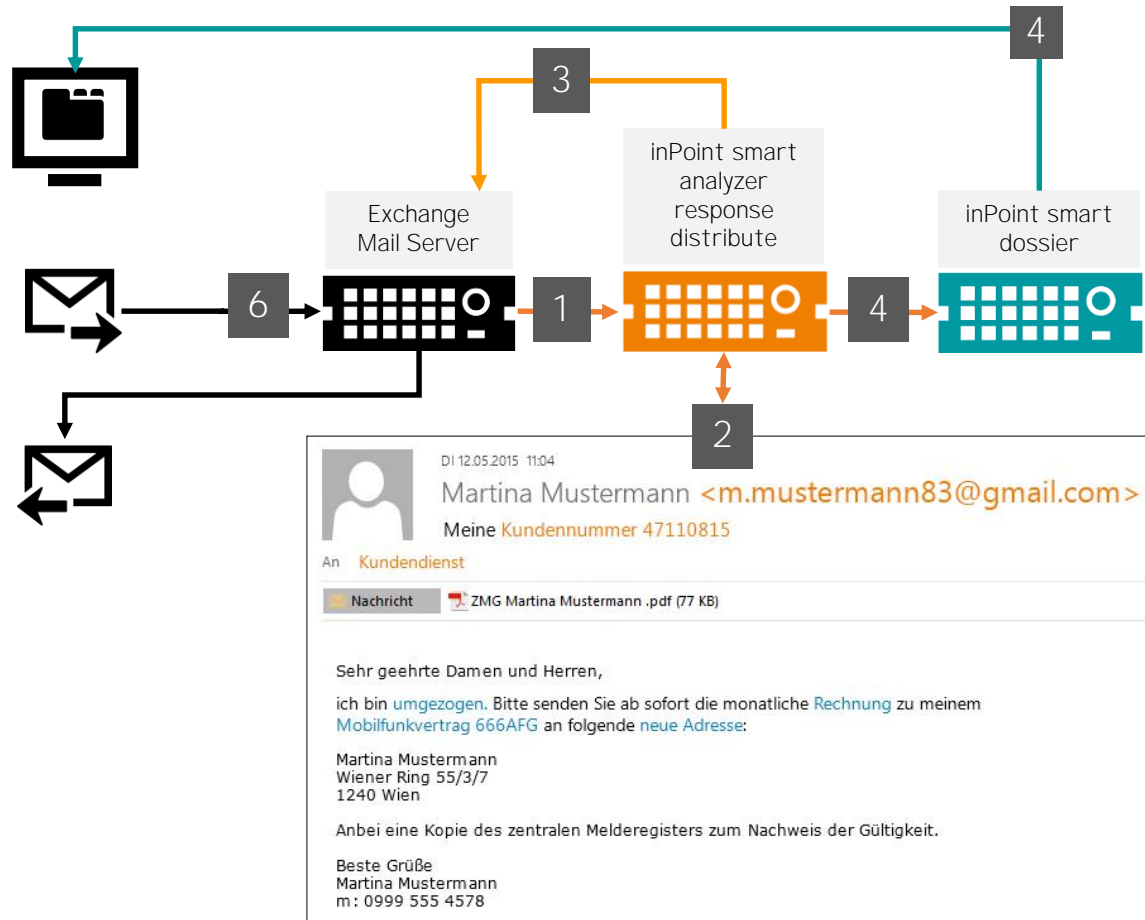 4
3
inPoint smart
analyzer
response
distribute
Exchange
Mail Server
inPoint smart
dossier
6
1
4
2
DI 12.05.2015 11:04
Martina Mustermann <m.mustermann83@gmail.com>
Meine Kundennummer 47110815
An Kundendienst
Nachricht ZMG Martina Mustermann .pdf (77 KB)
Sehr geehrte Damen und Herren,
ich bin umgezogen. Bitte senden Sie ab sofort die monatliche Rechnung zu meinem
Mobilfunkvertrag 666AFG an folgende neue Adresse:
Martina Mustermann
Wiener Ring 55/3/7
1240 Wien
Anbei eine Kopie des zentralen Melderegisters zum Nachweis der Gültigkeit.
Beste Grüße
Martina Mustermann
m: 0999 555 4578